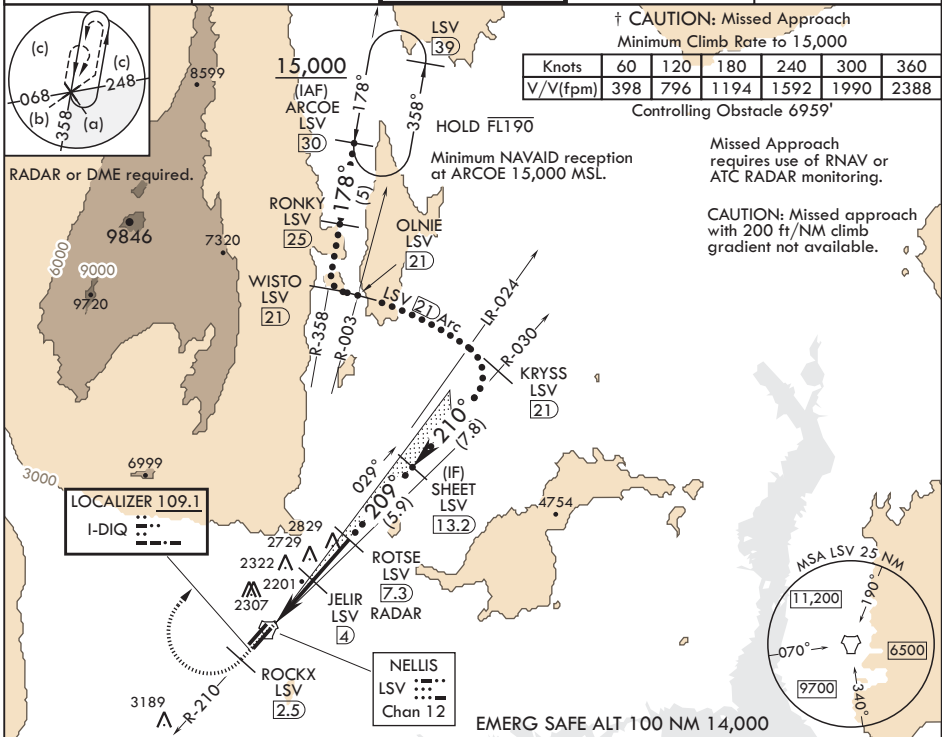 † CAUTION: Missed Approach
Minimum Climb Rate to 15,000
Knots 60 120 180 240 300 360
V/V(fpm) 398 796 1194 1592 1990 2388
Controlling Obstacle 6959'
Missed Approach
requires use of RNAV or
ATC RADAR monitoring.
CAUTION: Missed approach
with 200 ft/NM climb
gradient not available.
(c)
(c)
068
248
(b)
358
(a)
RADAR or DME required.
8599
15,000
(IAF)
ARCOE
LSV
30
LSV
39
178°
358°
HOLD FL190
Minimum NAVAID reception
at ARCOE 15,000 MSL.
178°
(5)
RONKY
LSV
25
OLNIE
LSV
21
9846
7320
6000
9000
9720
WISTO
LSV
21
LSV 21 Arc
R-358
R-003
LR-024
R-030
KRYSS
LSV
21
210°
(7.8)
(IF)
SHEET
LSV
13.2
029°
209°
(5.9)
6999
3000
4754
LOCALIZER 109.1
I-DIQ
2829
2729
2322
2201
2307
ROTSE
LSV
7.3
RADAR
JELIR
LSV
4
ROCKX
LSV
2.5
R-210
3189
NELLIS
LSV
Chan 12
MSA LSV 25 NM
11,200
190°
070°
6500
9700
340°
EMERG SAFE ALT 100 NM 14,000